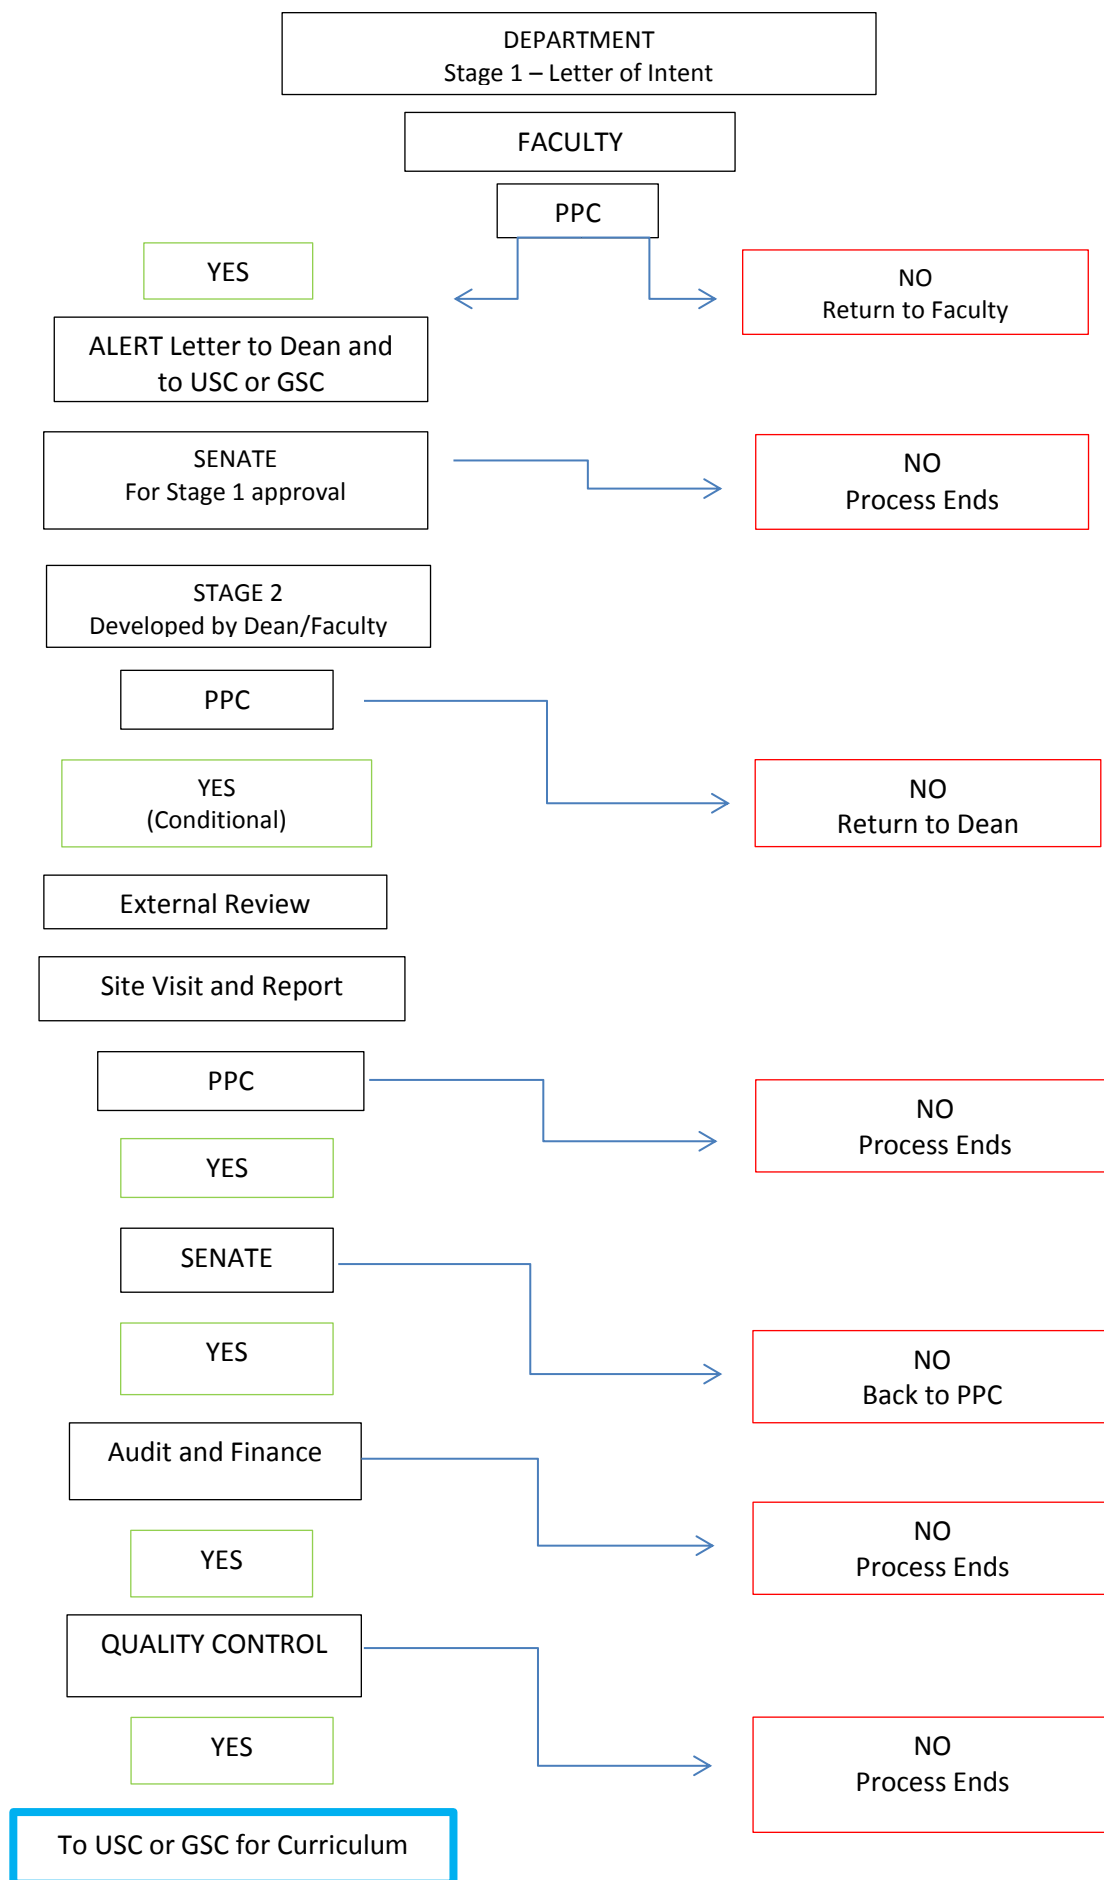 DEPARTMENT
Stage 1 – Letter of Intent
FACULTY
PPC
YES
NO
Return to Faculty
ALERT Letter to Dean and
to USC or GSC
SENATE
For Stage 1 approval
NO
Process Ends
STAGE 2
Developed by Dean/Faculty
PPC
YES
(Conditional)
NO
Return to Dean
External Review
Site Visit and Report
PPC
NO
Process Ends
YES
SENATE
YES
NO
Back to PPC
Audit and Finance
NO
Process Ends
YES
QUALITY CONTROL
YES
NO
Process Ends
To USC or GSC for Curriculum